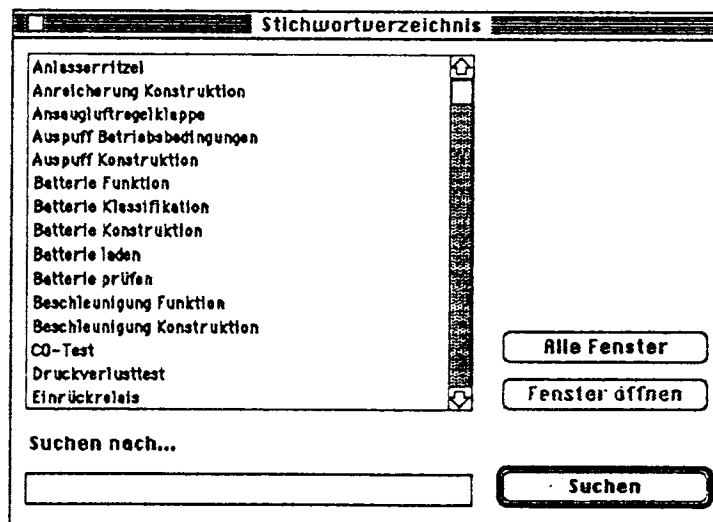 Stichwortverzeichnis
Anlasserritzel
Anreicherung Konstruktion
Ansaugluftregelklappe
Auspuff Betriebsbedingungen
Auspuff Konstruktion
Batterie Funktion
Batterie Klassifikation
Batterie Konstruktion
Batterie laden
Batterie prüfen
Beschleunigung Funktion
Beschleunigung Konstruktion
CO-Test
Druckverlusttest
Einrückrelais
Alle Fenster
Fenster öffnen
Suchen nach...
Suchen